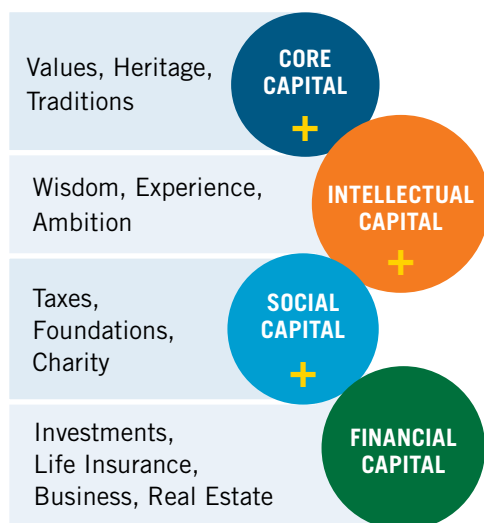 Values, Heritage,
Traditions
CORE
CAPITAL
+
Wisdom, Experience,
Ambition
INTELLECTUAL
CAPITAL
+
Taxes,
Foundations,
Charity
SOCIAL
CAPITAL
+
Investments,
Life Insurance,
Business, Real Estate
FINANCIAL
CAPITAL